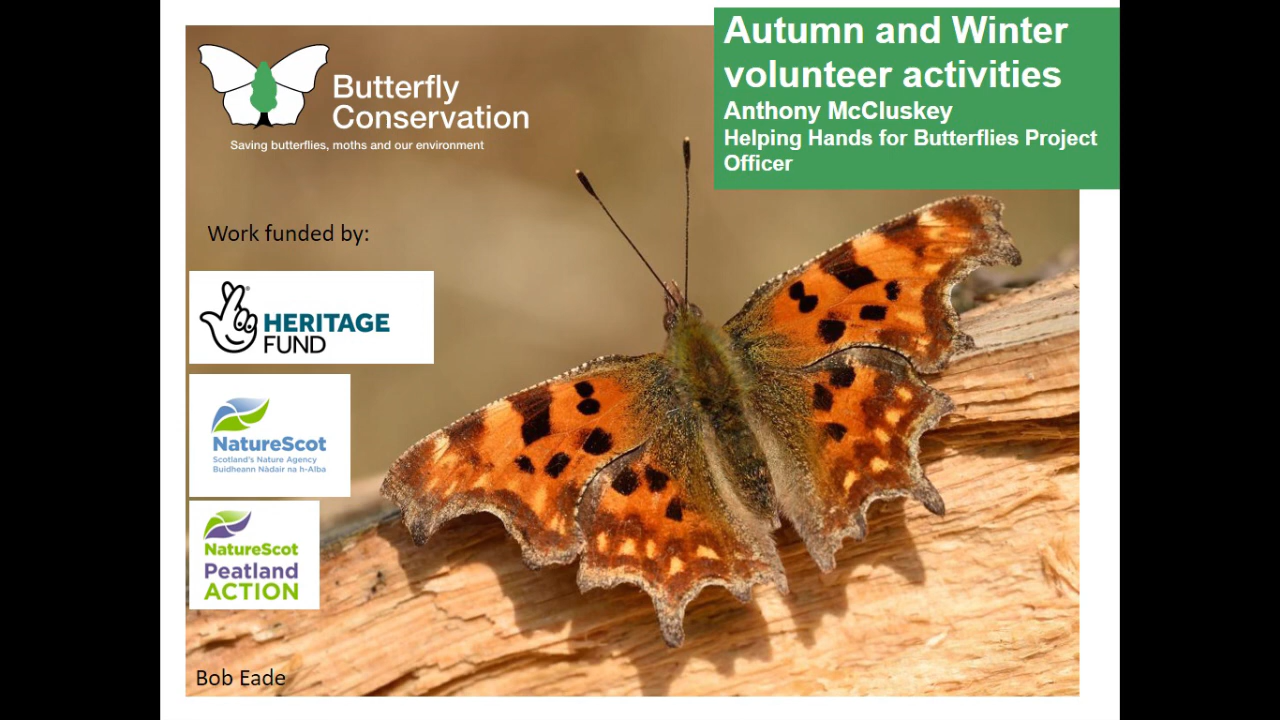 Autumn and Winter
volunteer activities
Anthony McCluskey
Helping Hands for Butterflies Project
Officer
Butterfly
Conservation
Saving butterflies, moths and our environment
Work funded by:
HERITAGE
FUND
NatureScot
Scotland's Nature Agency
Buidheann Nàdair na h-Alba
NatureScot
Peatland
ACTION
Bob Eade